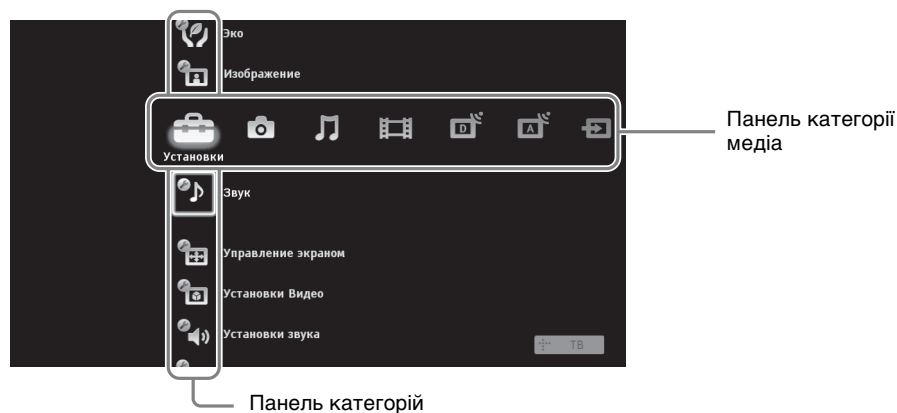 Эко
Изображение
Установки
Панель категорії
медіа
Звук
Управление экраном
Установки Видео
Установки звука
ТВ
Панель категорій